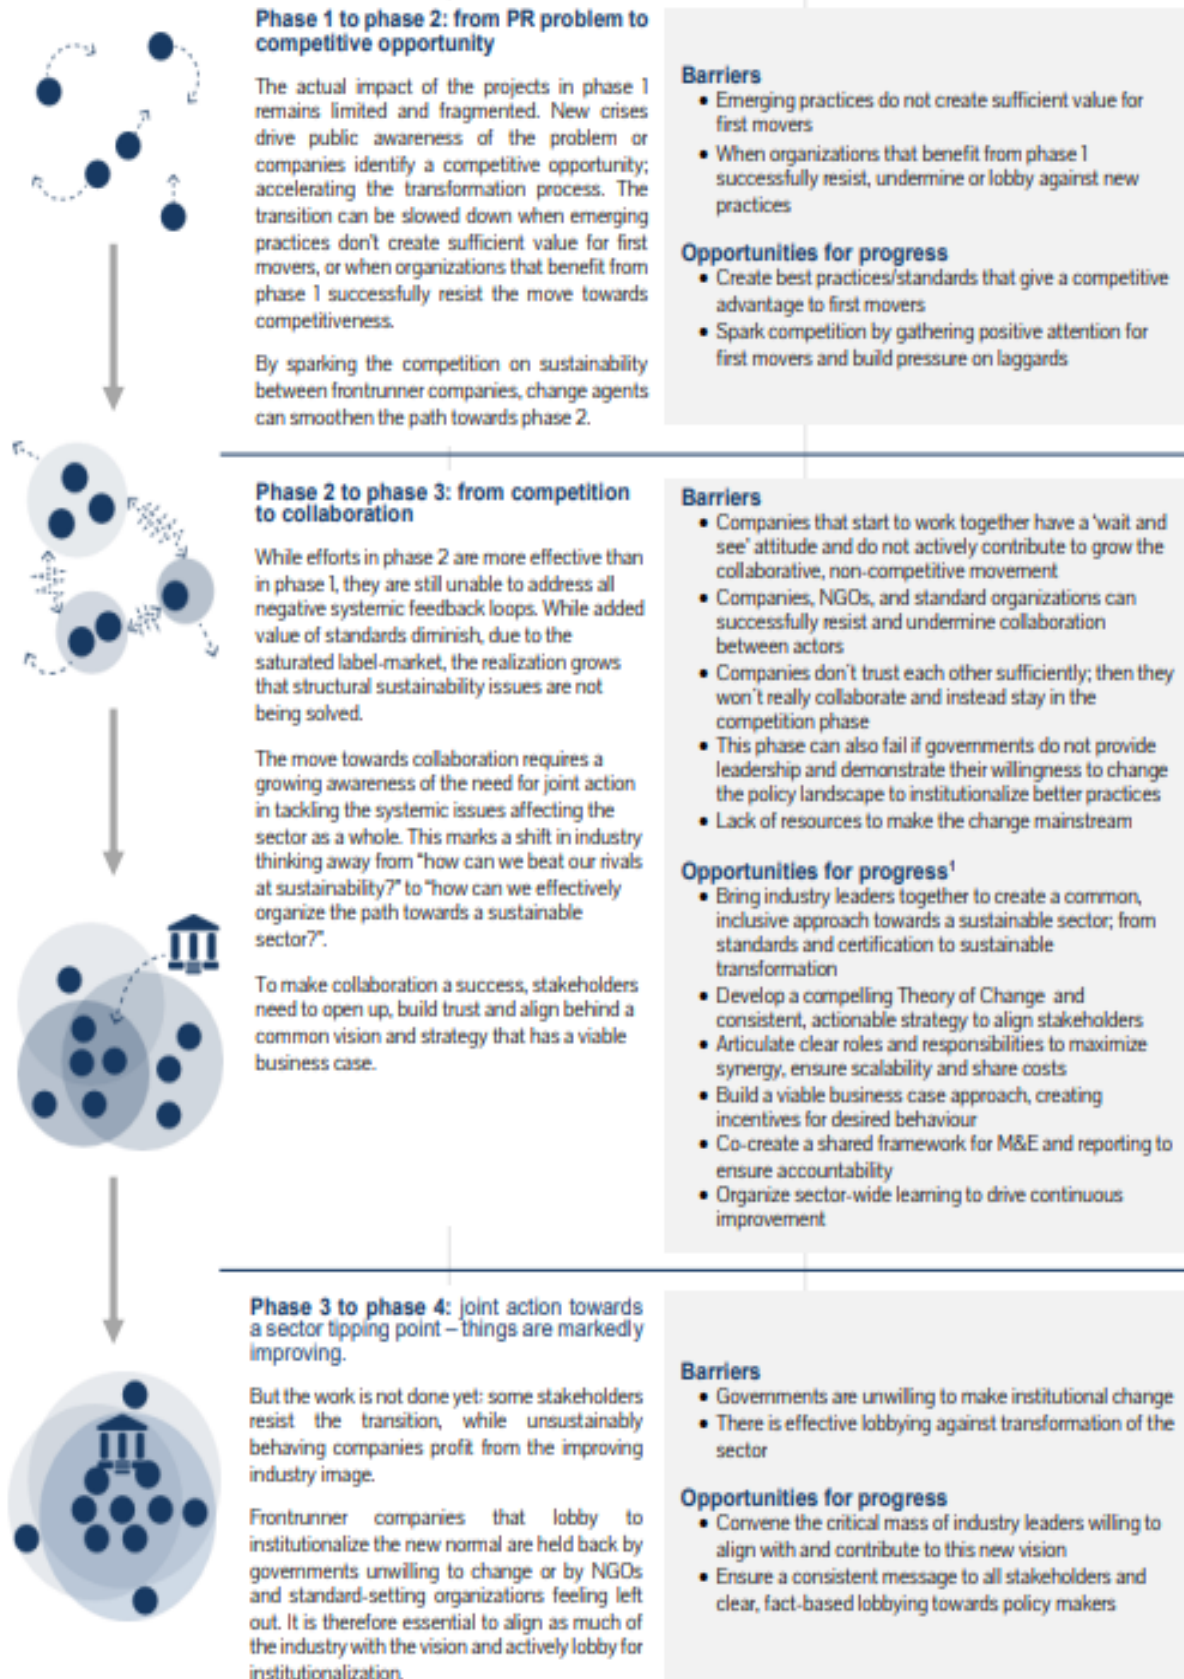 Phase 1 to phase 2: from PR problem to
competitive opportunity
The actual impact of the projects in phase 1
remains limited and fragmented. New crises
drive public awareness of the problem or
companies identify a competitive opportunity;
accelerating the transformation process. The
transition can be slowed down when emerging
practices don't create sufficient value for first
movers, or when organizations that benefit from
phase 1 successfully resist the move towards
competitiveness.
By sparking the competition on sustainability
between frontrunner companies, change agents
can smoothen the path towards phase 2.
Barriers
• Emerging practices do not create sufficient value for
first movers
• When organizations that benefit from phase 1
successfully resist, undermine or lobby against new
practices
Opportunities for progress
• Create best practices/standards that give a competitive
advantage to first movers
• Spark competition by gathering positive attention for
first movers and build pressure on laggards
Phase 2 to phase 3: from competition
to collaboration
While efforts in phase 2 are more effective than
in phase 1, they are still unable to address all
negative systemic feedback loops. While added
value of standards diminish, due to the
saturated label-market, the realization grows
that structural sustainability issues are not
being solved.
The move towards collaboration requires a
growing awareness of the need for joint action
in tackling the systemic issues affecting the
sector as a whole. This marks a shift in industry
thinking away from "how can we beat our rivals
at sustainability?" to "how can we effectively
organize the path towards a sustainable
sector?".
To make collaboration a success, stakeholders
need to open up, build trust and align behind a
common vision and strategy that has a viable
business case.
Barriers
• Companies that start to work together have a 'wait and
see' attitude and do not actively contribute to grow the
collaborative, non-competitive movement
• Companies, NGOs, and standard organizations can
successfully resist and undermine collaboration
between actors
• Companies don´t trust each other sufficiently; then they
won´t really collaborate and instead stay in the
competition phase
• This phase can also fail if governments do not provide
leadership and demonstrate their willingness to change
the policy landscape to institutionalize better practices
• Lack of resources to make the change mainstream
Opportunities for progress¹
• Bring industry leaders together to create a common,
inclusive approach towards a sustainable sector; from
standards and certification to sustainable
transformation
• Develop a compelling Theory of Change and
consistent, actionable strategy to align stakeholders
• Articulate clear roles and responsibilities to maximize
synergy, ensure scalability and share costs
• Build a viable business case approach, creating
incentives for desired behaviour
• Co-create a shared framework for M&E and reporting to
ensure accountability
• Organize sector-wide learning to drive continuous
improvement
Phase 3 to phase 4: joint action towards
a sector tipping point – things are markedly
improving.
But the work is not done yet: some stakeholders
resist the transition, while unsustainably
behaving companies profit from the improving
industry image.
Frontrunner companies that lobby to
institutionalize the new normal are held back by
governments unwilling to change or by NGOs
and standard-setting organizations feeling left
out. It is therefore essential to align as much of
the industry with the vision and actively lobby for
institutionalization.
Barriers
• Governments are unwilling to make institutional change
• There is effective lobbying against transformation of the
sector
Opportunities for progress
• Convene the critical mass of industry leaders willing to
align with and contribute to this new vision
• Ensure a consistent message to all stakeholders and
clear, fact-based lobbying towards policy makers